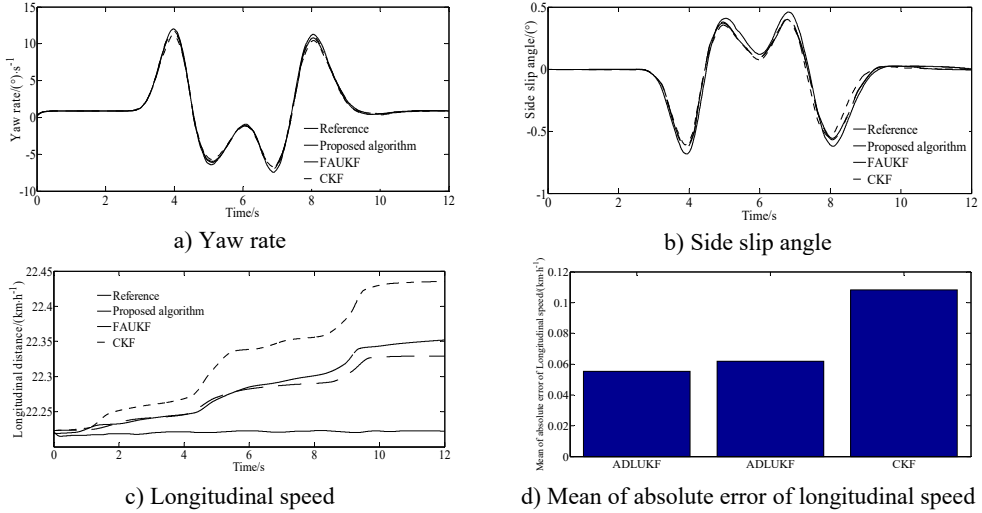 15
10
5
0
-5
-10
Yaw rate/(°)·s-1
Reference
Proposed algorithm
FAUKF
CKF
0 2 4 6 8 10 12
Time/s
a) Yaw rate
0.5
0
-0.5
-1
Side slip angle/(°)
Reference
Proposed algorithm
FAUKF
CKF
0 2 4 6 8 10 12
Time/s
b) Side slip angle
22.45
22.4
22.35
22.3
22.25
Longitudinal distance/(km·h-1)
Reference
Proposed algorithm
FAUKF
CKF
0 2 4 6 8 10 12
Time/s
c) Longitudinal speed
0.12
0.1
0.08
0.06
0.04
0.02
0
Mean of absolute error of Longitudinal speed/(km·h-1)
ADLUKF ADLUKF CKF
d) Mean of absolute error of longitudinal speed